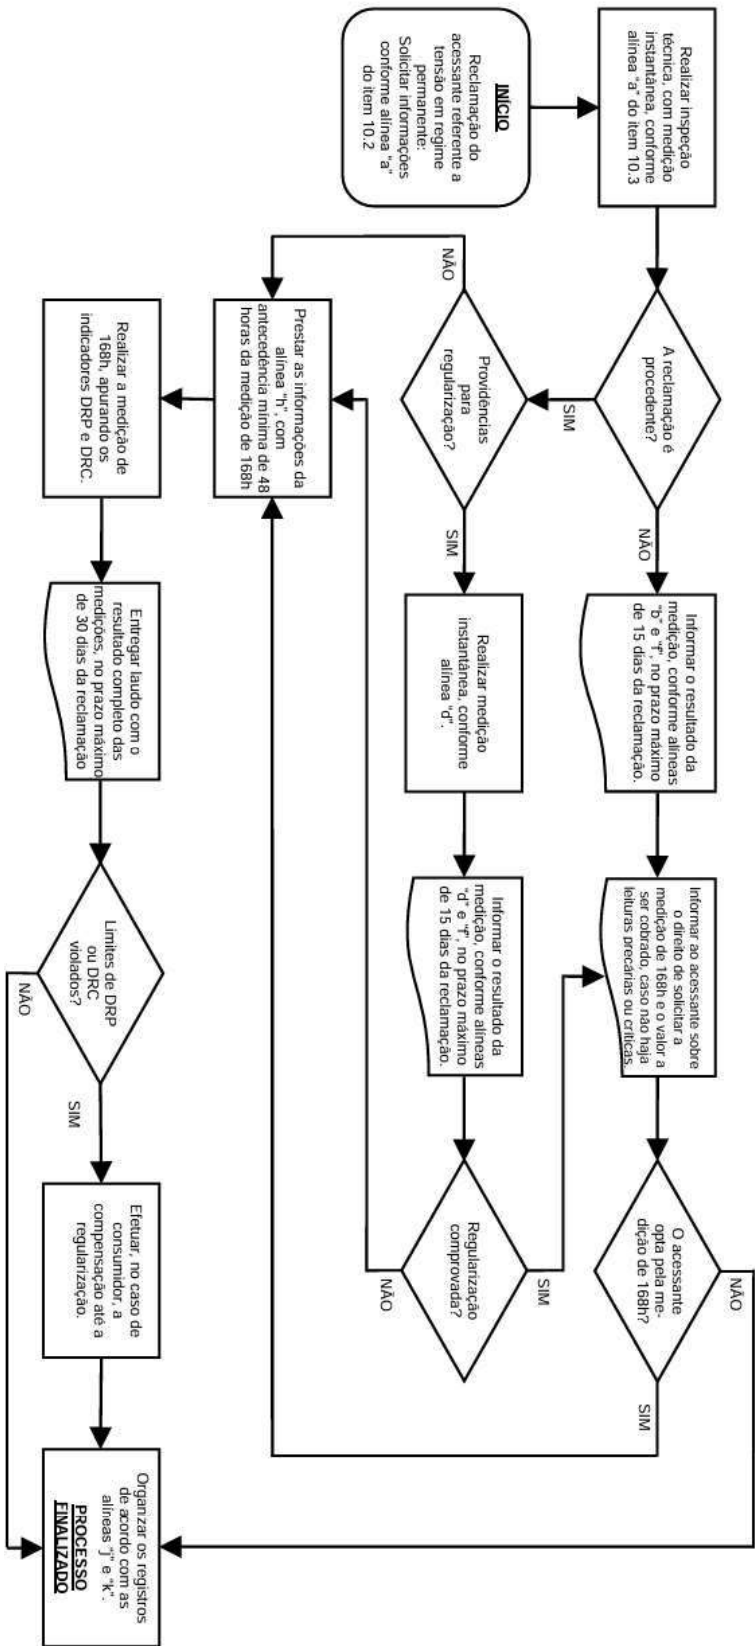 INÍCIO
Reclamação do
acessante referente a
tensão em regime
permanente:
Solicitar informações
conforme alínea "a"
do item 10.2
Realizar inspeção
técnica, com medição
instantânea, conforme
alínea "a" do item 10.3
A reclamação é
procedente?
NÃO
SIM
Informar o resultado da
medição, conforme alíneas
"b" e "f", no prazo máximo
de 15 dias da reclamação.
Informar ao acessante sobre
o direito de solicitar a
medição de 168h e o valor a
ser cobrado, caso não haja
leituras precárias ou críticas.
O acessante
opta pela me-
dição de 168h?
NÃO
SIM
Providências
para
regularização?
NÃO
SIM
Realizar medição
instantânea, conforme
alínea "d".
Informar o resultado da
medição, conforme alíneas
"d" e "f", no prazo máximo
de 15 dias da reclamação.
Regularização
comprovada?
SIM
NÃO
Prestar as informações da
alínea "h", com
antecedência mínima de 48
horas da medição de 168h
Realizar a medição de
168h, apurando os
indicadores DRP e DRC.
Entregar laudo com o
resultado completo das
medições, no prazo máximo
de 30 dias da reclamação
Limites de DRP
ou DRC
violados?
NÃO
SIM
Efetuar, no caso de
consumidor, a
compensação até a
regularização.
Organizar os registros
de acordo com as
alíneas "j" e "k".
PROCESSO
FINALIZADO